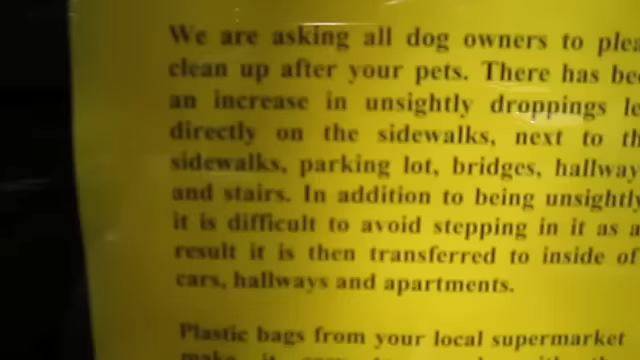 We are asking all dog owners to plea
clean up after your pets. There has bee
an increase in unsightly droppings le
directly on the sidewalks, next to th
sidewalks, parking lot, bridges, hallway
and stairs. In addition to being unsightly
it is difficult to avoid stepping in it as a
result it is then transferred to inside of
cars, hallways and apartments.
Plastic bags from your local supermarket
make it